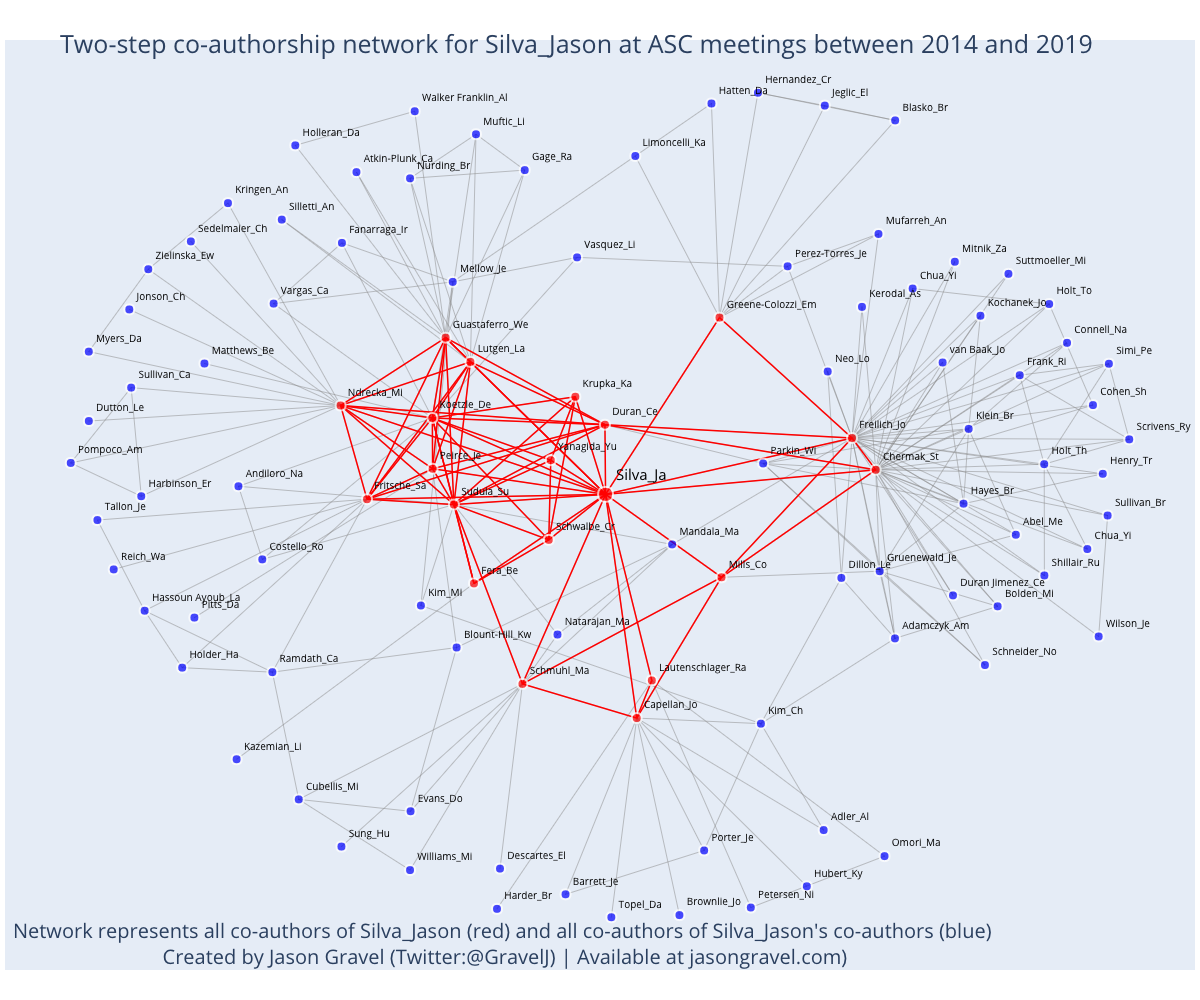 Two-step co-authorship network for Silva_Jason at ASC meetings between 2014 and 2019
Hernandez_Cr
Hatten_Da
Jeglic_El
Walker Franklin_Al
Blasko_Br
Muftic_Li
Holleran_Da
Limoncelli_Ka
Gage_Ra
Atkin-Plunk_Ca
Nurding_Br
Kringen_An
Silletti_An
Mufarreh_An
Sedelmaier_Ch
Fanarraga_Ir
Vasquez_Li
Mitnik_Za
Zielinska_Ew
Perez-Torres_Je
Suttmoeller_Mi
Mellow_Je
Chua_Yi
Vargas_Ca
Kerodal_As
Holt_To
Jonson_Ch
Greene-Colozzi_Em
Kochanek_Jo
Guastaferro_We
Connell_Na
Myers_Da
Lutgen_La
van Baak_Jo
Simi_Pe
Matthews_Be
Neo_Lo
Frank_Ri
Sullivan_Ca
Krupka_Ka
Ndrecka_Mi
Cohen_Sh
Koetzle_De
Duran_Ce
Dutton_Le
Klein_Br
Freilich_Jo
Scrivens_Ry
Pompoco_Am
Yanagida_Yu
Parkin_Wi
Peirce_Je
Chermak_St
Holt_Th
Henry_Tr
Andiloro_Na
Silva_Ja
Harbinson_Er
Fritsche_Sa
Sudula_Su
Hayes_Br
Sullivan_Br
Tallon_Je
Schwalbe_Cr
Mandala_Ma
Abel_Me
Costello_Ro
Chua_Yi
Reich_Wa
Gruenewald_Je
Dillon_Le
Mills_Co
Shillair_Ru
Fera_Be
Duran Jimenez_Ce
Kim_Mi
Bolden_Mi
Hassoun Ayoub_La
Pitts_Da
Natarajan_Ma
Adamczyk_Am
Wilson_Je
Blount-Hill_Kw
Holder_Ha
Ramdath_Ca
Schneider_No
Schmuhl_Ma
Lautenschlager_Ra
Capellan_Jo
Kim_Ch
Kazemian_Li
Cubellis_Mi
Evans_Do
Adler_Al
Sung_Hu
Porter_Je
Omori_Ma
Williams_Mi
Descartes_El
Hubert_Ky
Barrett_Je
Harder_Br
Petersen_Ni
Topel_Da
Brownlie_Jo
Network represents all co-authors of Silva_Jason (red) and all co-authors of Silva_Jason's co-authors (blue)
Created by Jason Gravel (Twitter:@GravelJ) | Available at jasongravel.com)